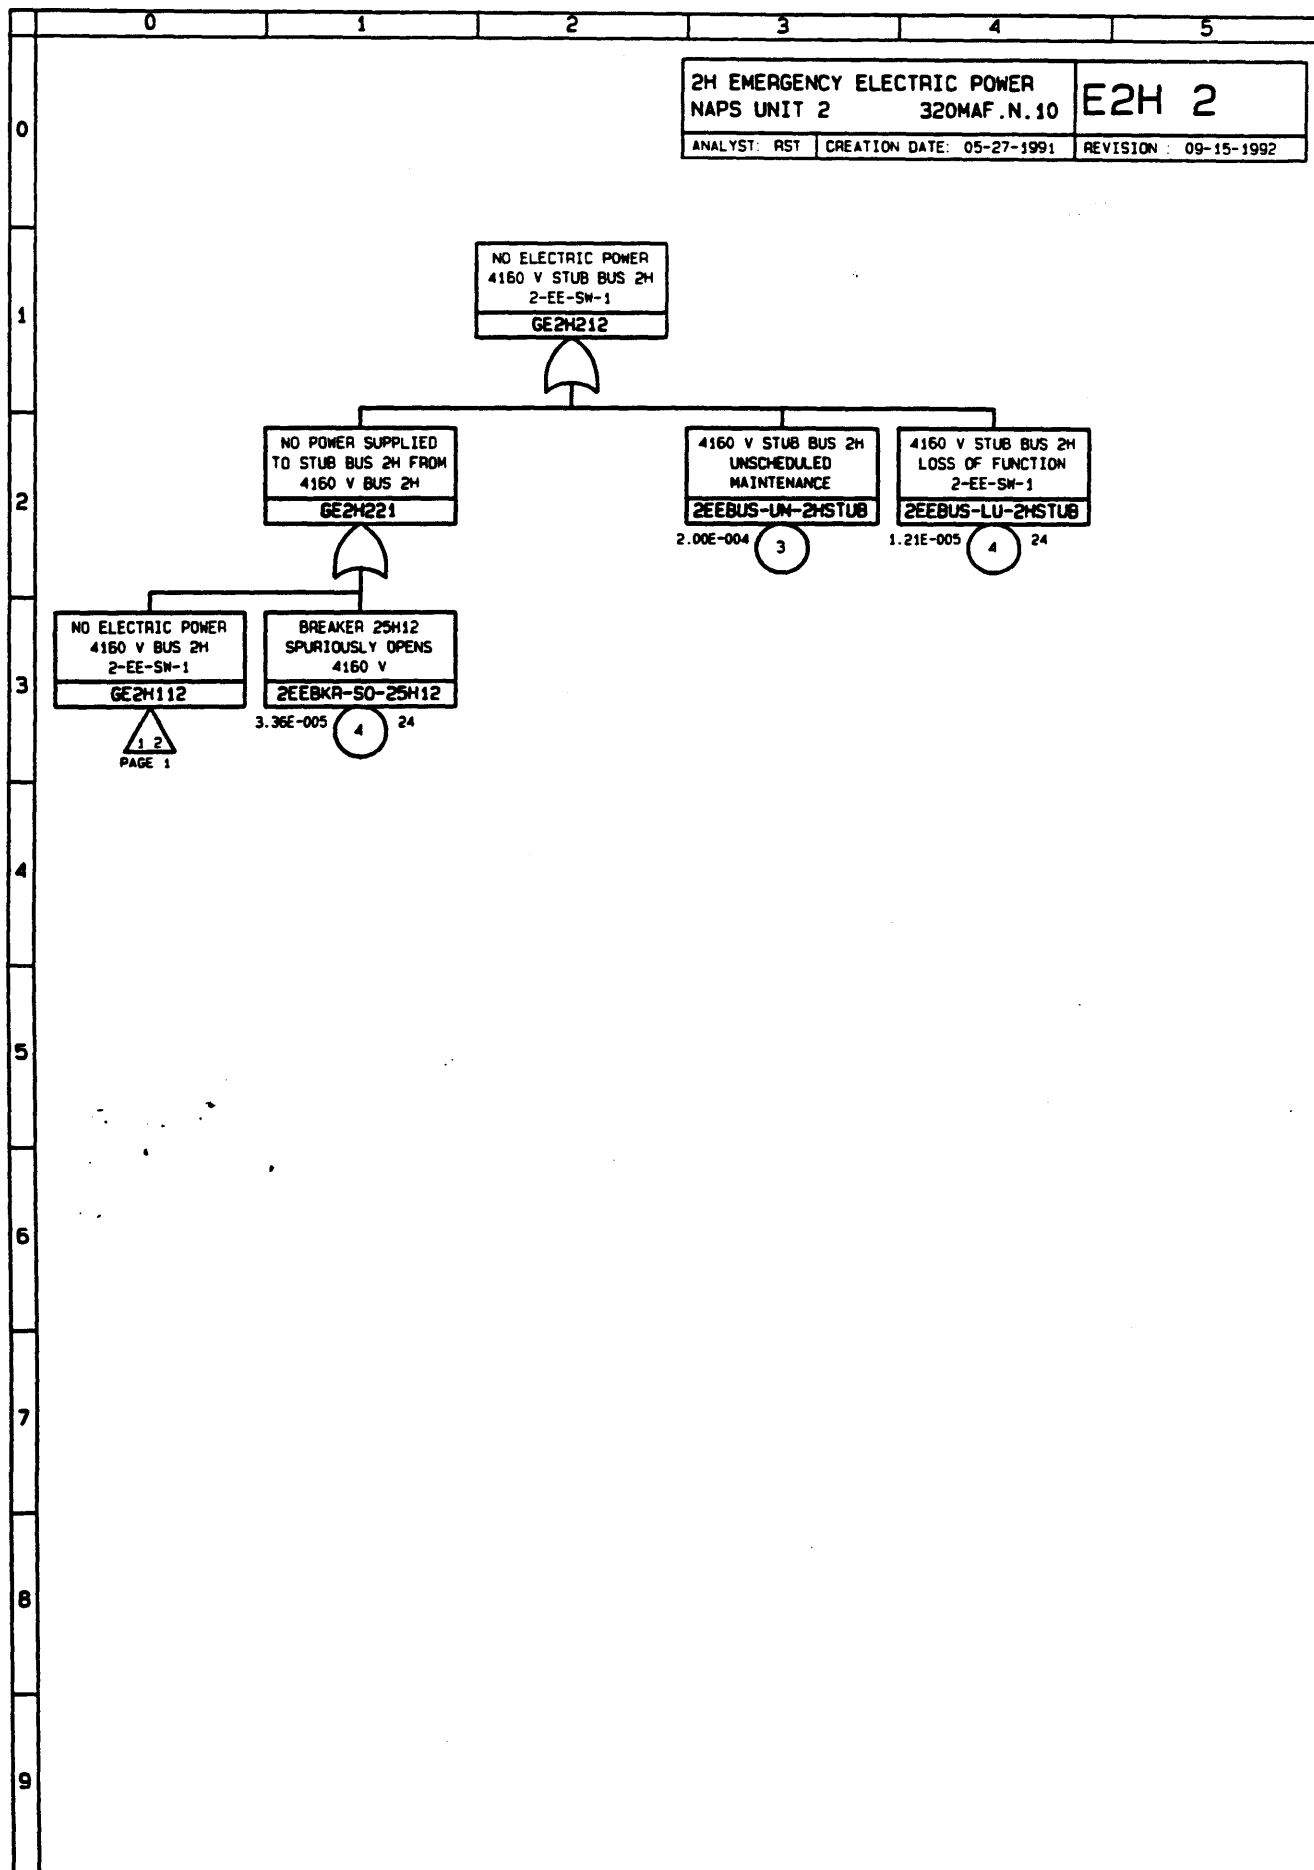 0 1 2 3 4 5
2H EMERGENCY ELECTRIC POWER
NAPS UNIT 2 320MAF.N.10
E2H 2
ANALYST: RST CREATION DATE: 05-27-1991 REVISION : 09-15-1992
0
NO ELECTRIC POWER
4160 V STUB BUS 2H
2-EE-SW-1
GE2H212
1
NO POWER SUPPLIED
TO STUB BUS 2H FROM
4160 V BUS 2H
GE2H221
4160 V STUB BUS 2H
UNSCHEDULED
MAINTENANCE
2EEBUS-UM-2HSTUB
2.00E-004 3
4160 V STUB BUS 2H
LOSS OF FUNCTION
2-EE-SW-1
2EEBUS-LU-2HSTUB
1.21E-005 4 24
2
NO ELECTRIC POWER
4160 V BUS 2H
2-EE-SW-1
GE2H112
1 2
PAGE 1
BREAKER 25H12
SPURIOUSLY OPENS
4160 V
2EEBKR-SO-25H12
3.36E-005 4 24
3
4
5
6
7
8
9